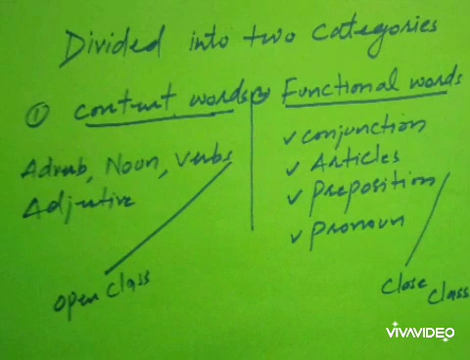 Divided into two categories
① content words
Adverb, Noun, Verbs
Adjective
open class
② Functional words
✓ conjunction
✓ Articles
✓ Preposition
✓ Pronoun
Close class
VIVAVIDEO